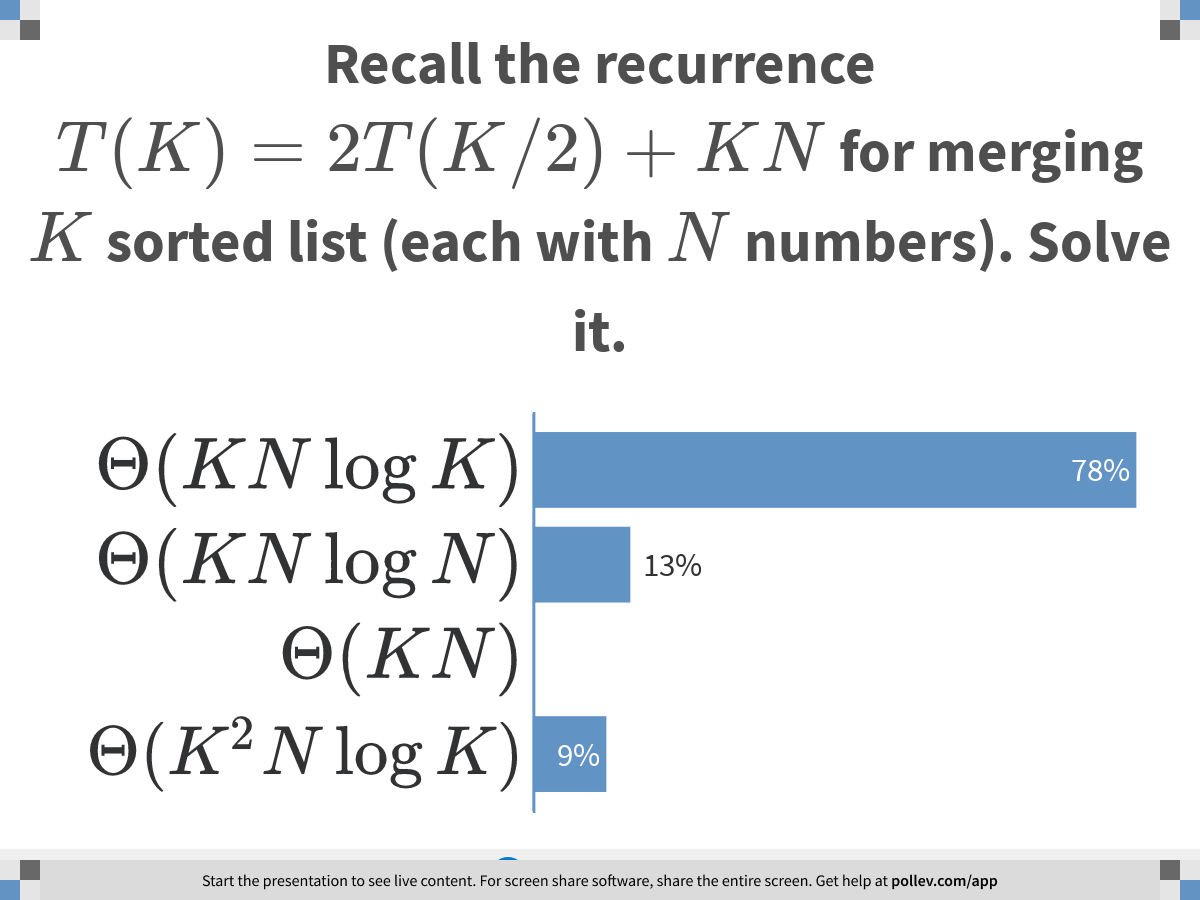 Recall the recurrence
T(K) = 2T(K/2) + KN for merging
K sorted list (each with N numbers). Solve
it.
Θ(KN log K)
78%
Θ(KN log N)
13%
Θ(KN)
Θ(K² N log K)
9%
Start the presentation to see live content. For screen share software, share the entire screen. Get help at pollev.com/app